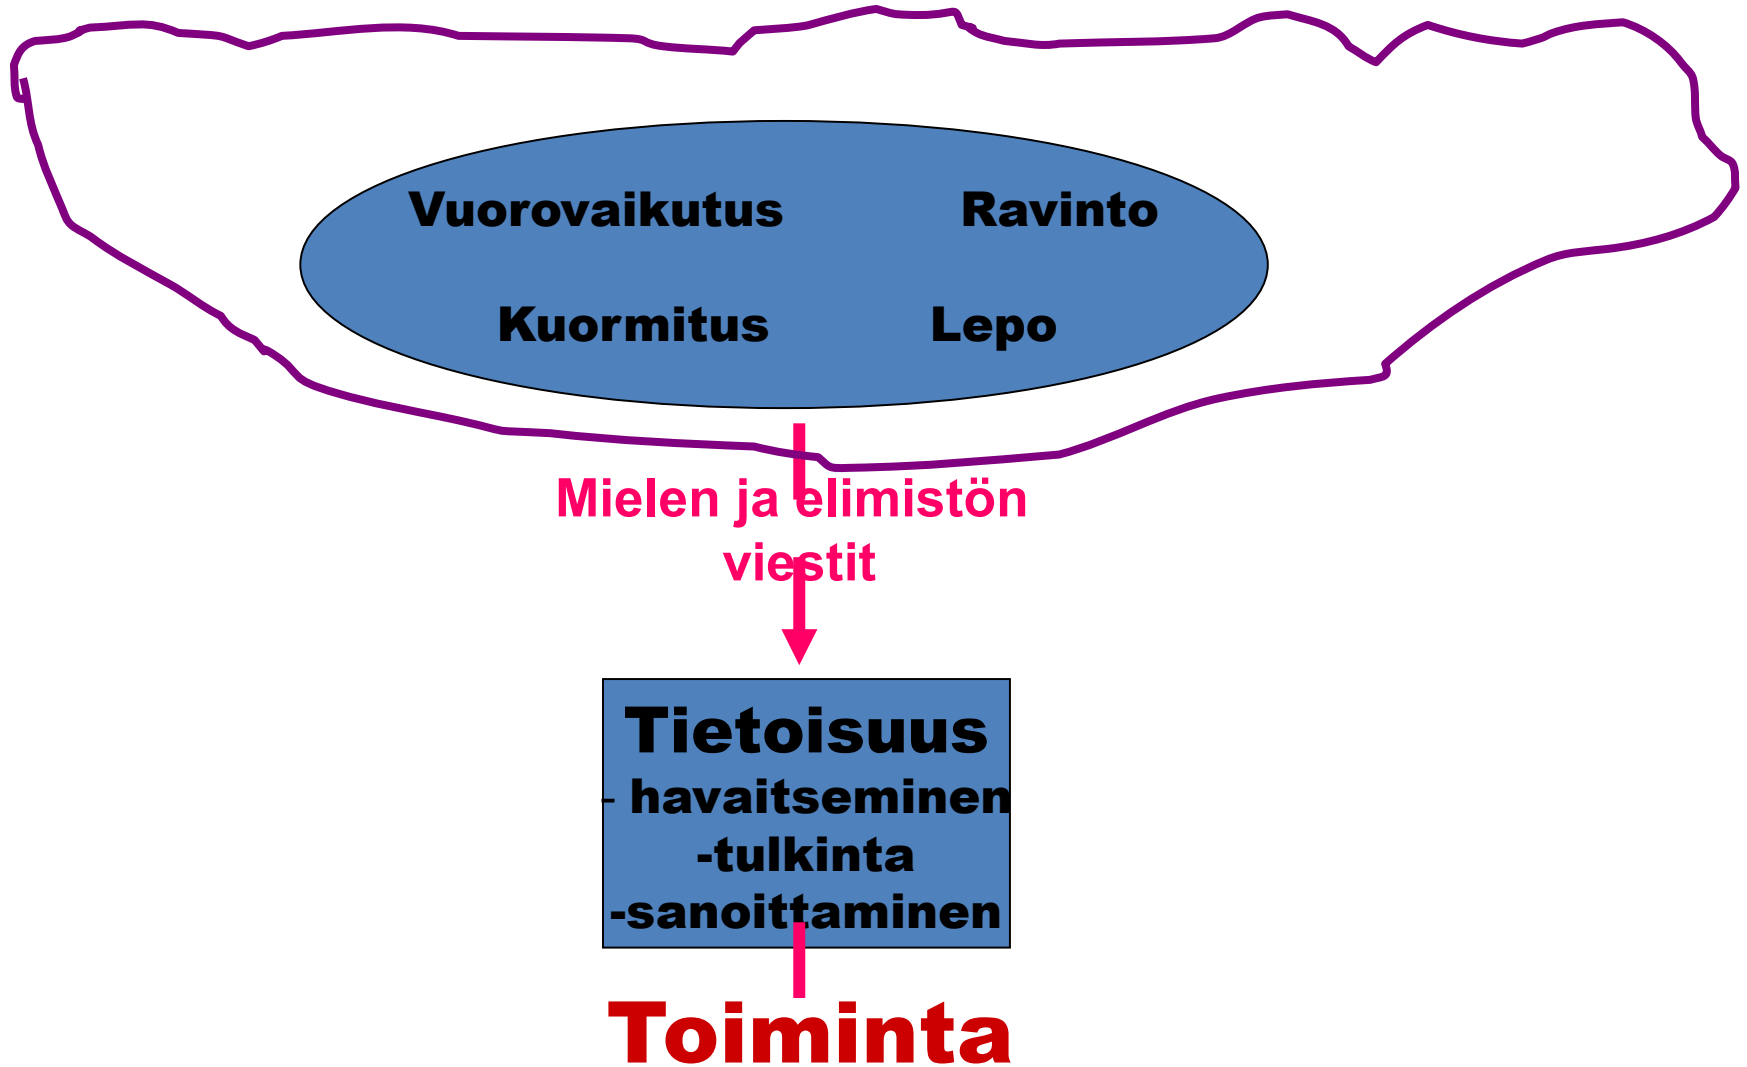 Vuorovaikutus Ravinto
Kuormitus Lepo
Mielen ja elimistön
viestit
Tietoisuus
- havaitseminen
-tulkinta
-sanoittaminen
Toiminta